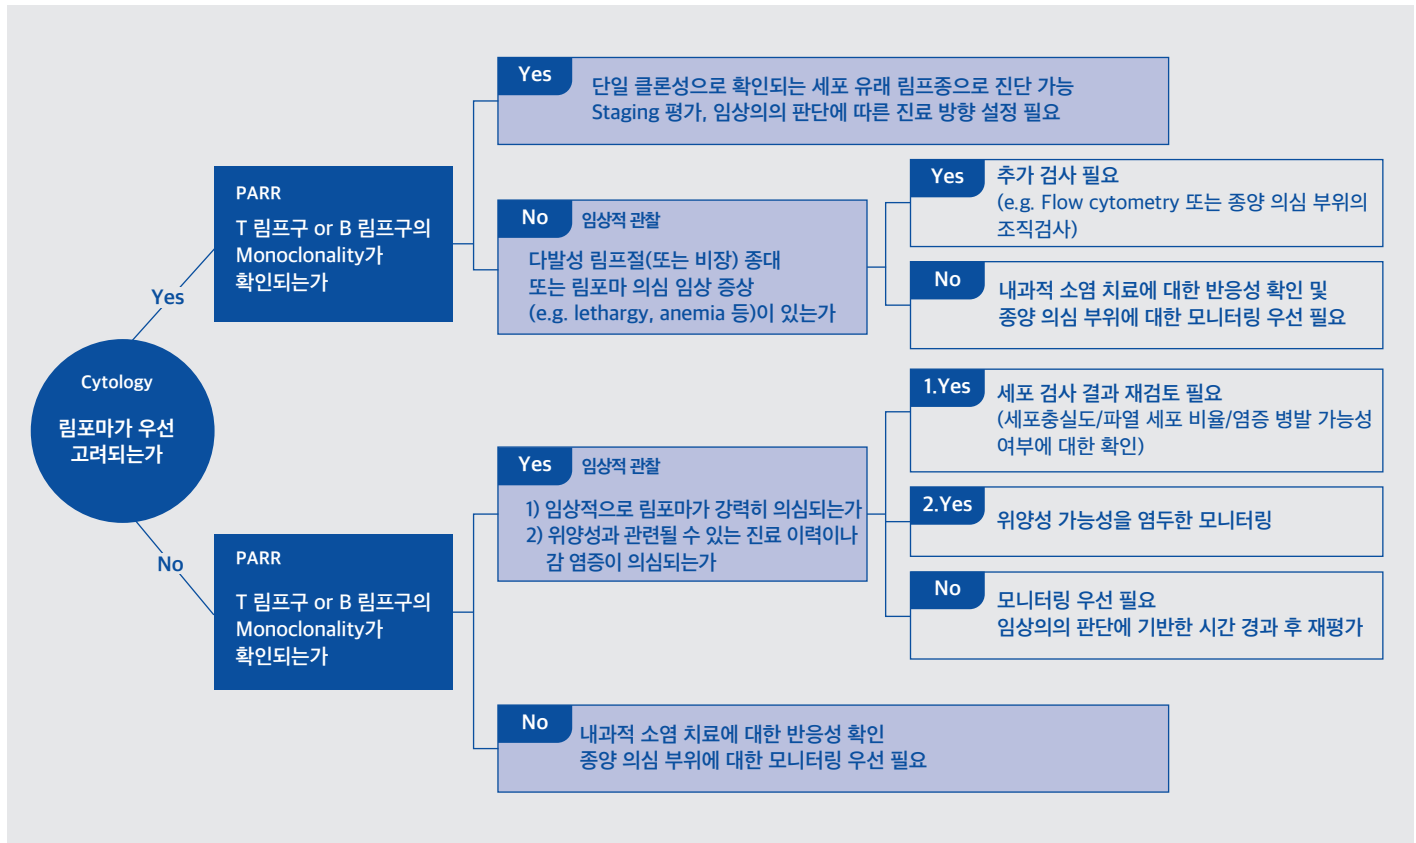 Cytology
림포마가 우선
고려되는가
Yes
PARR
T 림프구 or B 림프구의
Monoclonality가
확인되는가
Yes
단일 클론성으로 확인되는 세포 유래 림프종으로 진단 가능
Staging 평가, 임상의의 판단에 따른 진료 방향 설정 필요
No
임상적 관찰
다발성 림프절(또는 비장) 종대
또는 림포마 의심 임상 증상
(e.g. lethargy, anemia 등)이 있는가
Yes
추가 검사 필요
(e.g. Flow cytometry 또는 종양 의심 부위의
조직검사)
No
내과적 소염 치료에 대한 반응성 확인 및
종양 의심 부위에 대한 모니터링 우선 필요
No
PARR
T 림프구 or B 림프구의
Monoclonality가
확인되는가
Yes
임상적 관찰
1) 임상적으로 림포마가 강력히 의심되는가
2) 위양성과 관련될 수 있는 진료 이력이나
감 염증이 의심되는가
1.Yes
세포 검사 결과 재검토 필요
(세포충실도/파열 세포 비율/염증 병발 가능성
여부에 대한 확인)
2.Yes
위양성 가능성을 염두한 모니터링
No
모니터링 우선 필요
임상의의 판단에 기반한 시간 경과 후 재평가
No
내과적 소염 치료에 대한 반응성 확인
종양 의심 부위에 대한 모니터링 우선 필요